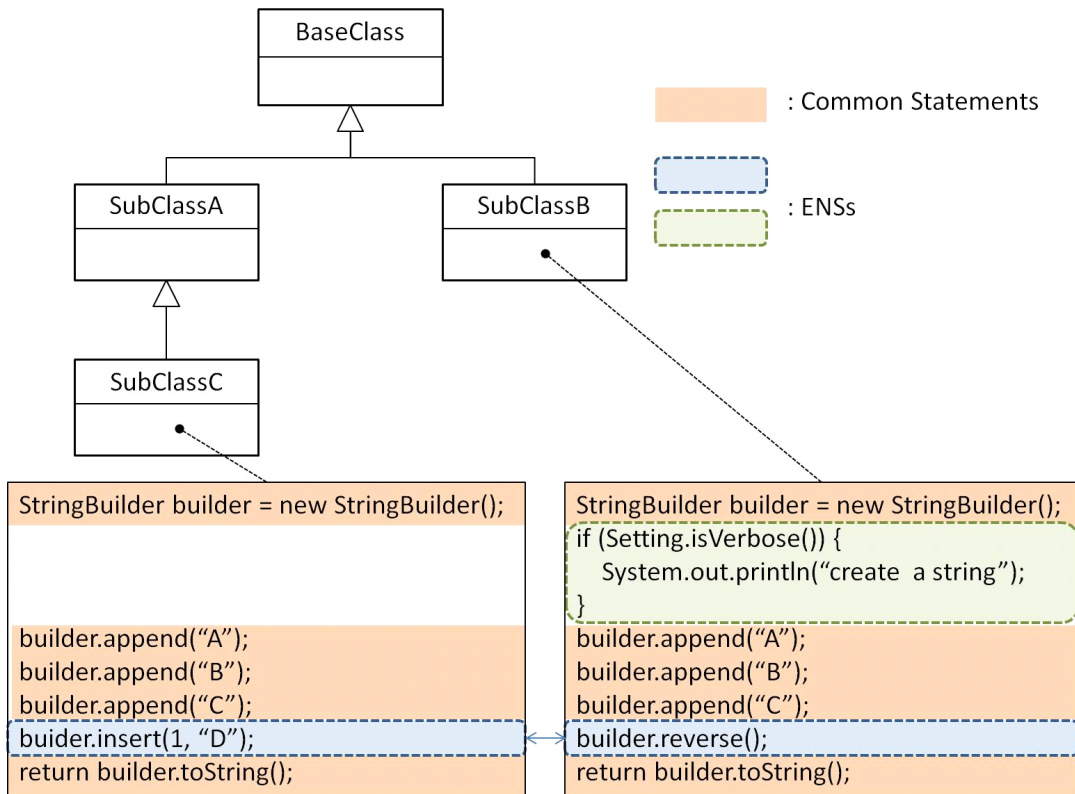 BaseClass
: Common Statements
SubClassA
SubClassB
: ENSs
SubClassC
StringBuilder builder = new StringBuilder();
builder.append(“A”);
builder.append(“B”);
builder.append(“C”);
buider.insert(1, “D”);
return builder.toString();
StringBuilder builder = new StringBuilder();
if (Setting.isVerbose()) {
System.out.println(“create a string”);
}
builder.append(“A”);
builder.append(“B”);
builder.append(“C”);
builder.reverse();
return builder.toString();